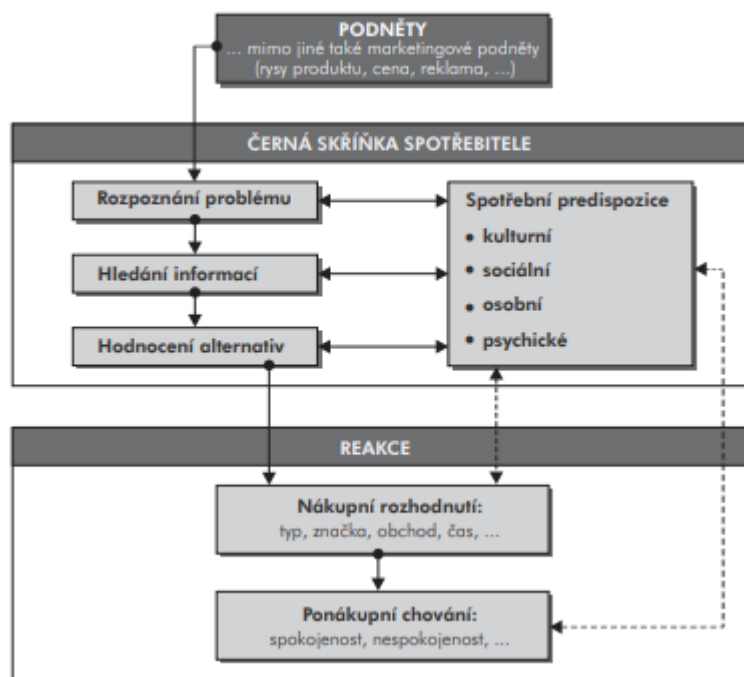 PODNĚTY
... mimo jiné také marketingové podněty
(rysy produktu, cena, reklama, ...)
ČERNÁ SKŘÍŇKA SPOTŘEBITELE
Rozpoznání problému
Hledání informací
Hodnocení alternativ
Spotřební predispozice
• kulturní
• sociální
• osobní
• psychické
REAKCE
Nákupní rozhodnutí:
typ, značka, obchod, čas, ...
Ponákupní chování:
spokojenost, nespokojenost, ...